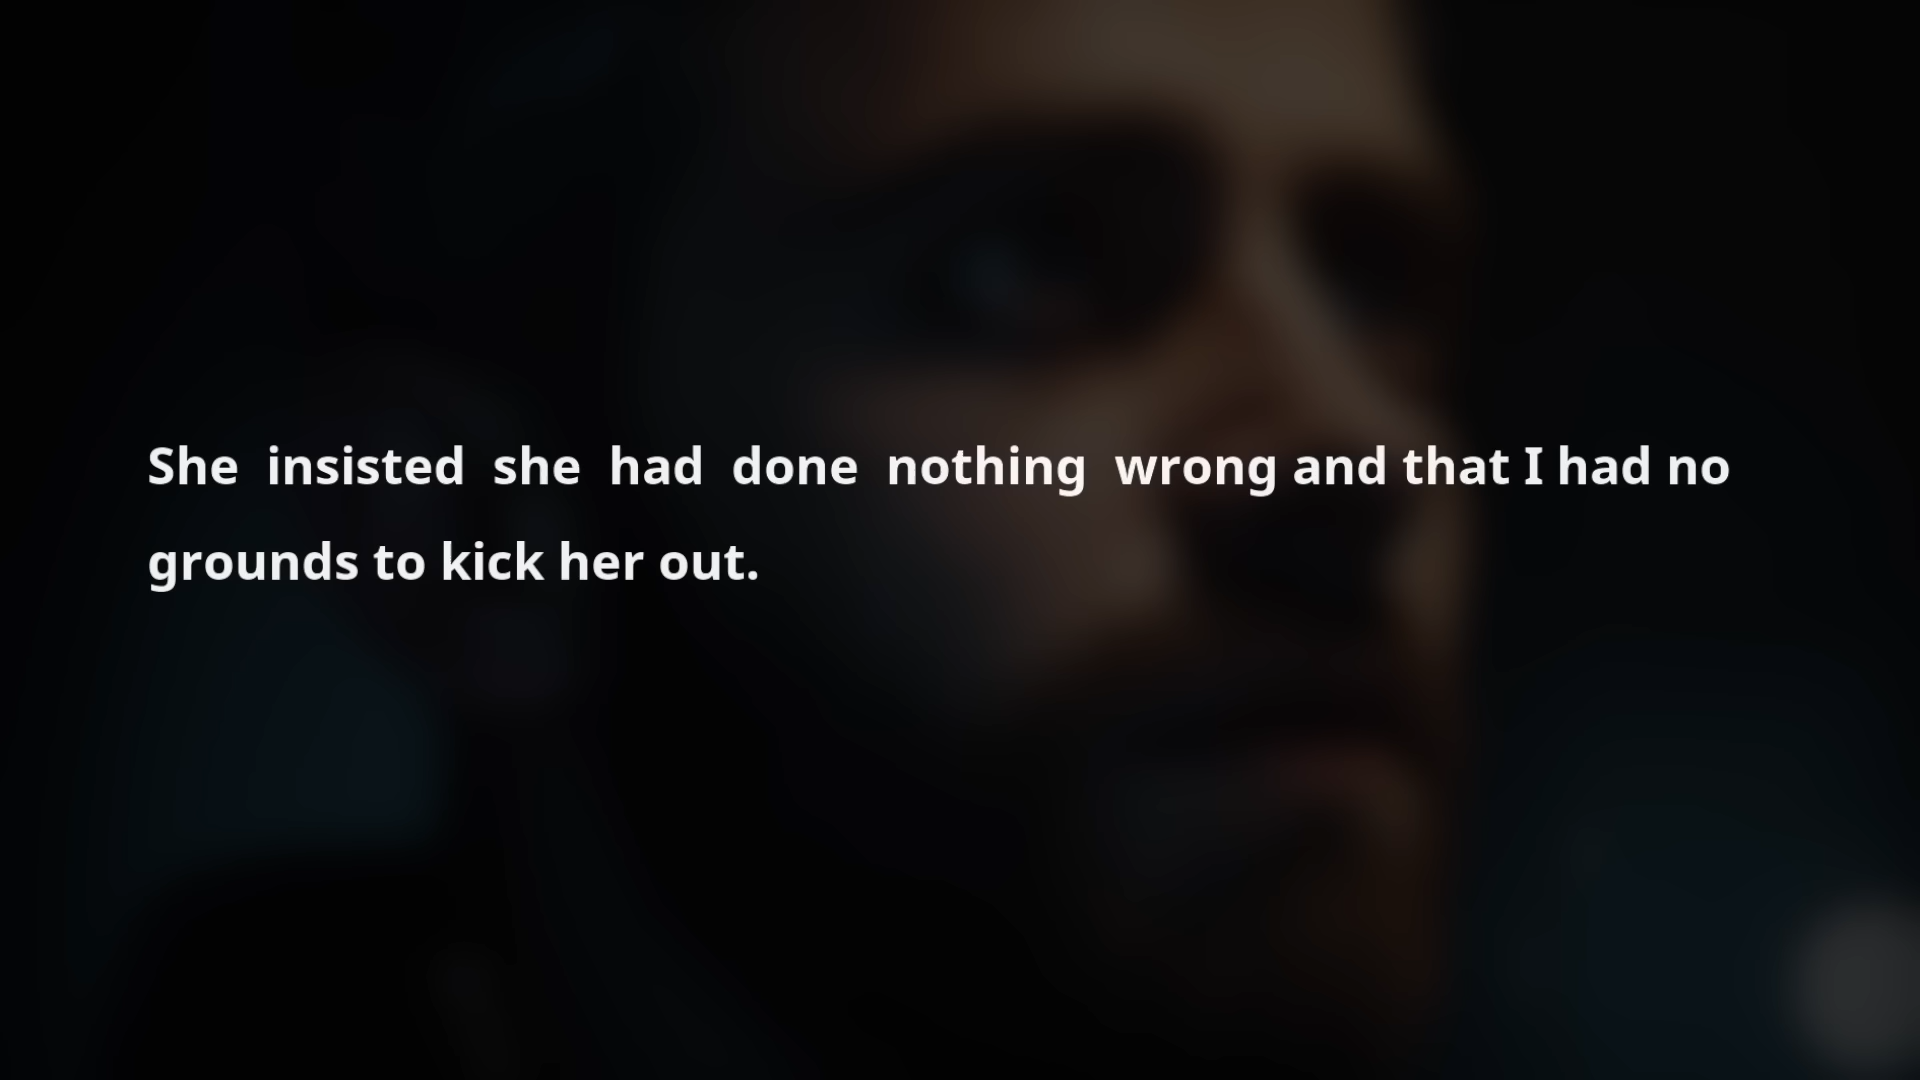 She insisted she had done nothing wrong and that I had no
grounds to kick her out.